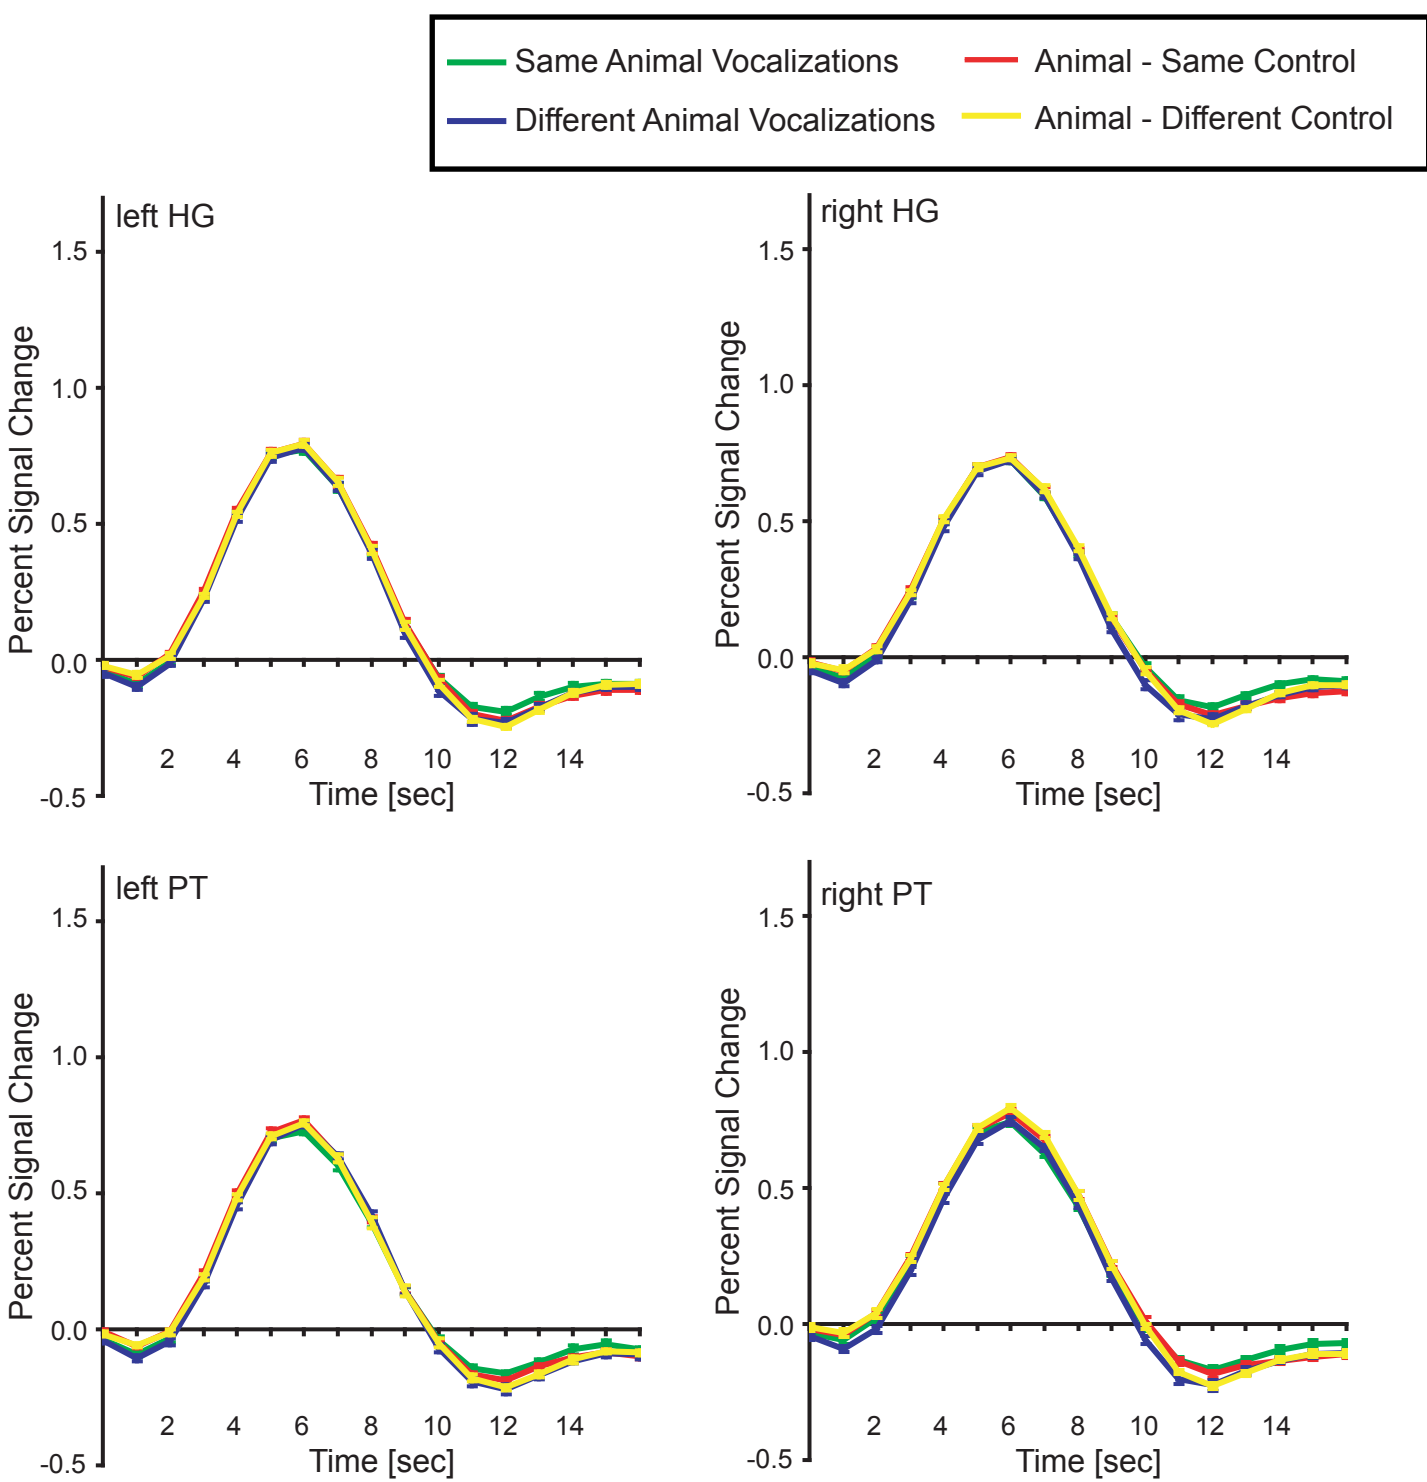 Same Animal Vocalizations
Animal - Same Control
Different Animal Vocalizations
Animal - Different Control
left HG
1.5
1.0
0.5
0.0
-0.5
Percent Signal Change
2 4 6 8 10 12 14
Time [sec]
right HG
1.5
1.0
0.5
0.0
-0.5
Percent Signal Change
2 4 6 8 10 12 14
Time [sec]
left PT
1.5
1.0
0.5
0.0
-0.5
Percent Signal Change
2 4 6 8 10 12 14
Time [sec]
right PT
1.5
1.0
0.5
0.0
-0.5
Percent Signal Change
2 4 6 8 10 12 14
Time [sec]